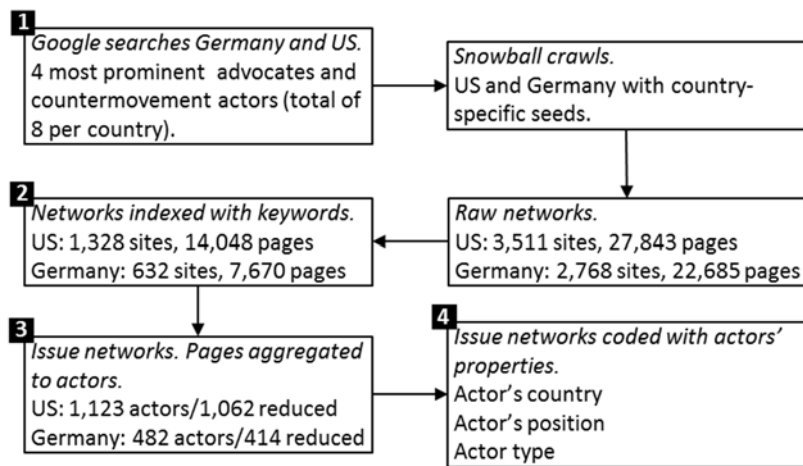 1
Google searches Germany and US.
4 most prominent advocates and
countermovement actors (total of
8 per country).
Snowball crawls.
US and Germany with country-
specific seeds.
Raw networks.
US: 3,511 sites, 27,843 pages
Germany: 2,768 sites, 22,685 pages
2
Networks indexed with keywords.
US: 1,328 sites, 14,048 pages
Germany: 632 sites, 7,670 pages
3
Issue networks. Pages aggregated
to actors.
US: 1,123 actors/1,062 reduced
Germany: 482 actors/414 reduced
4
Issue networks coded with actors’
properties.
Actor’s country
Actor’s position
Actor type